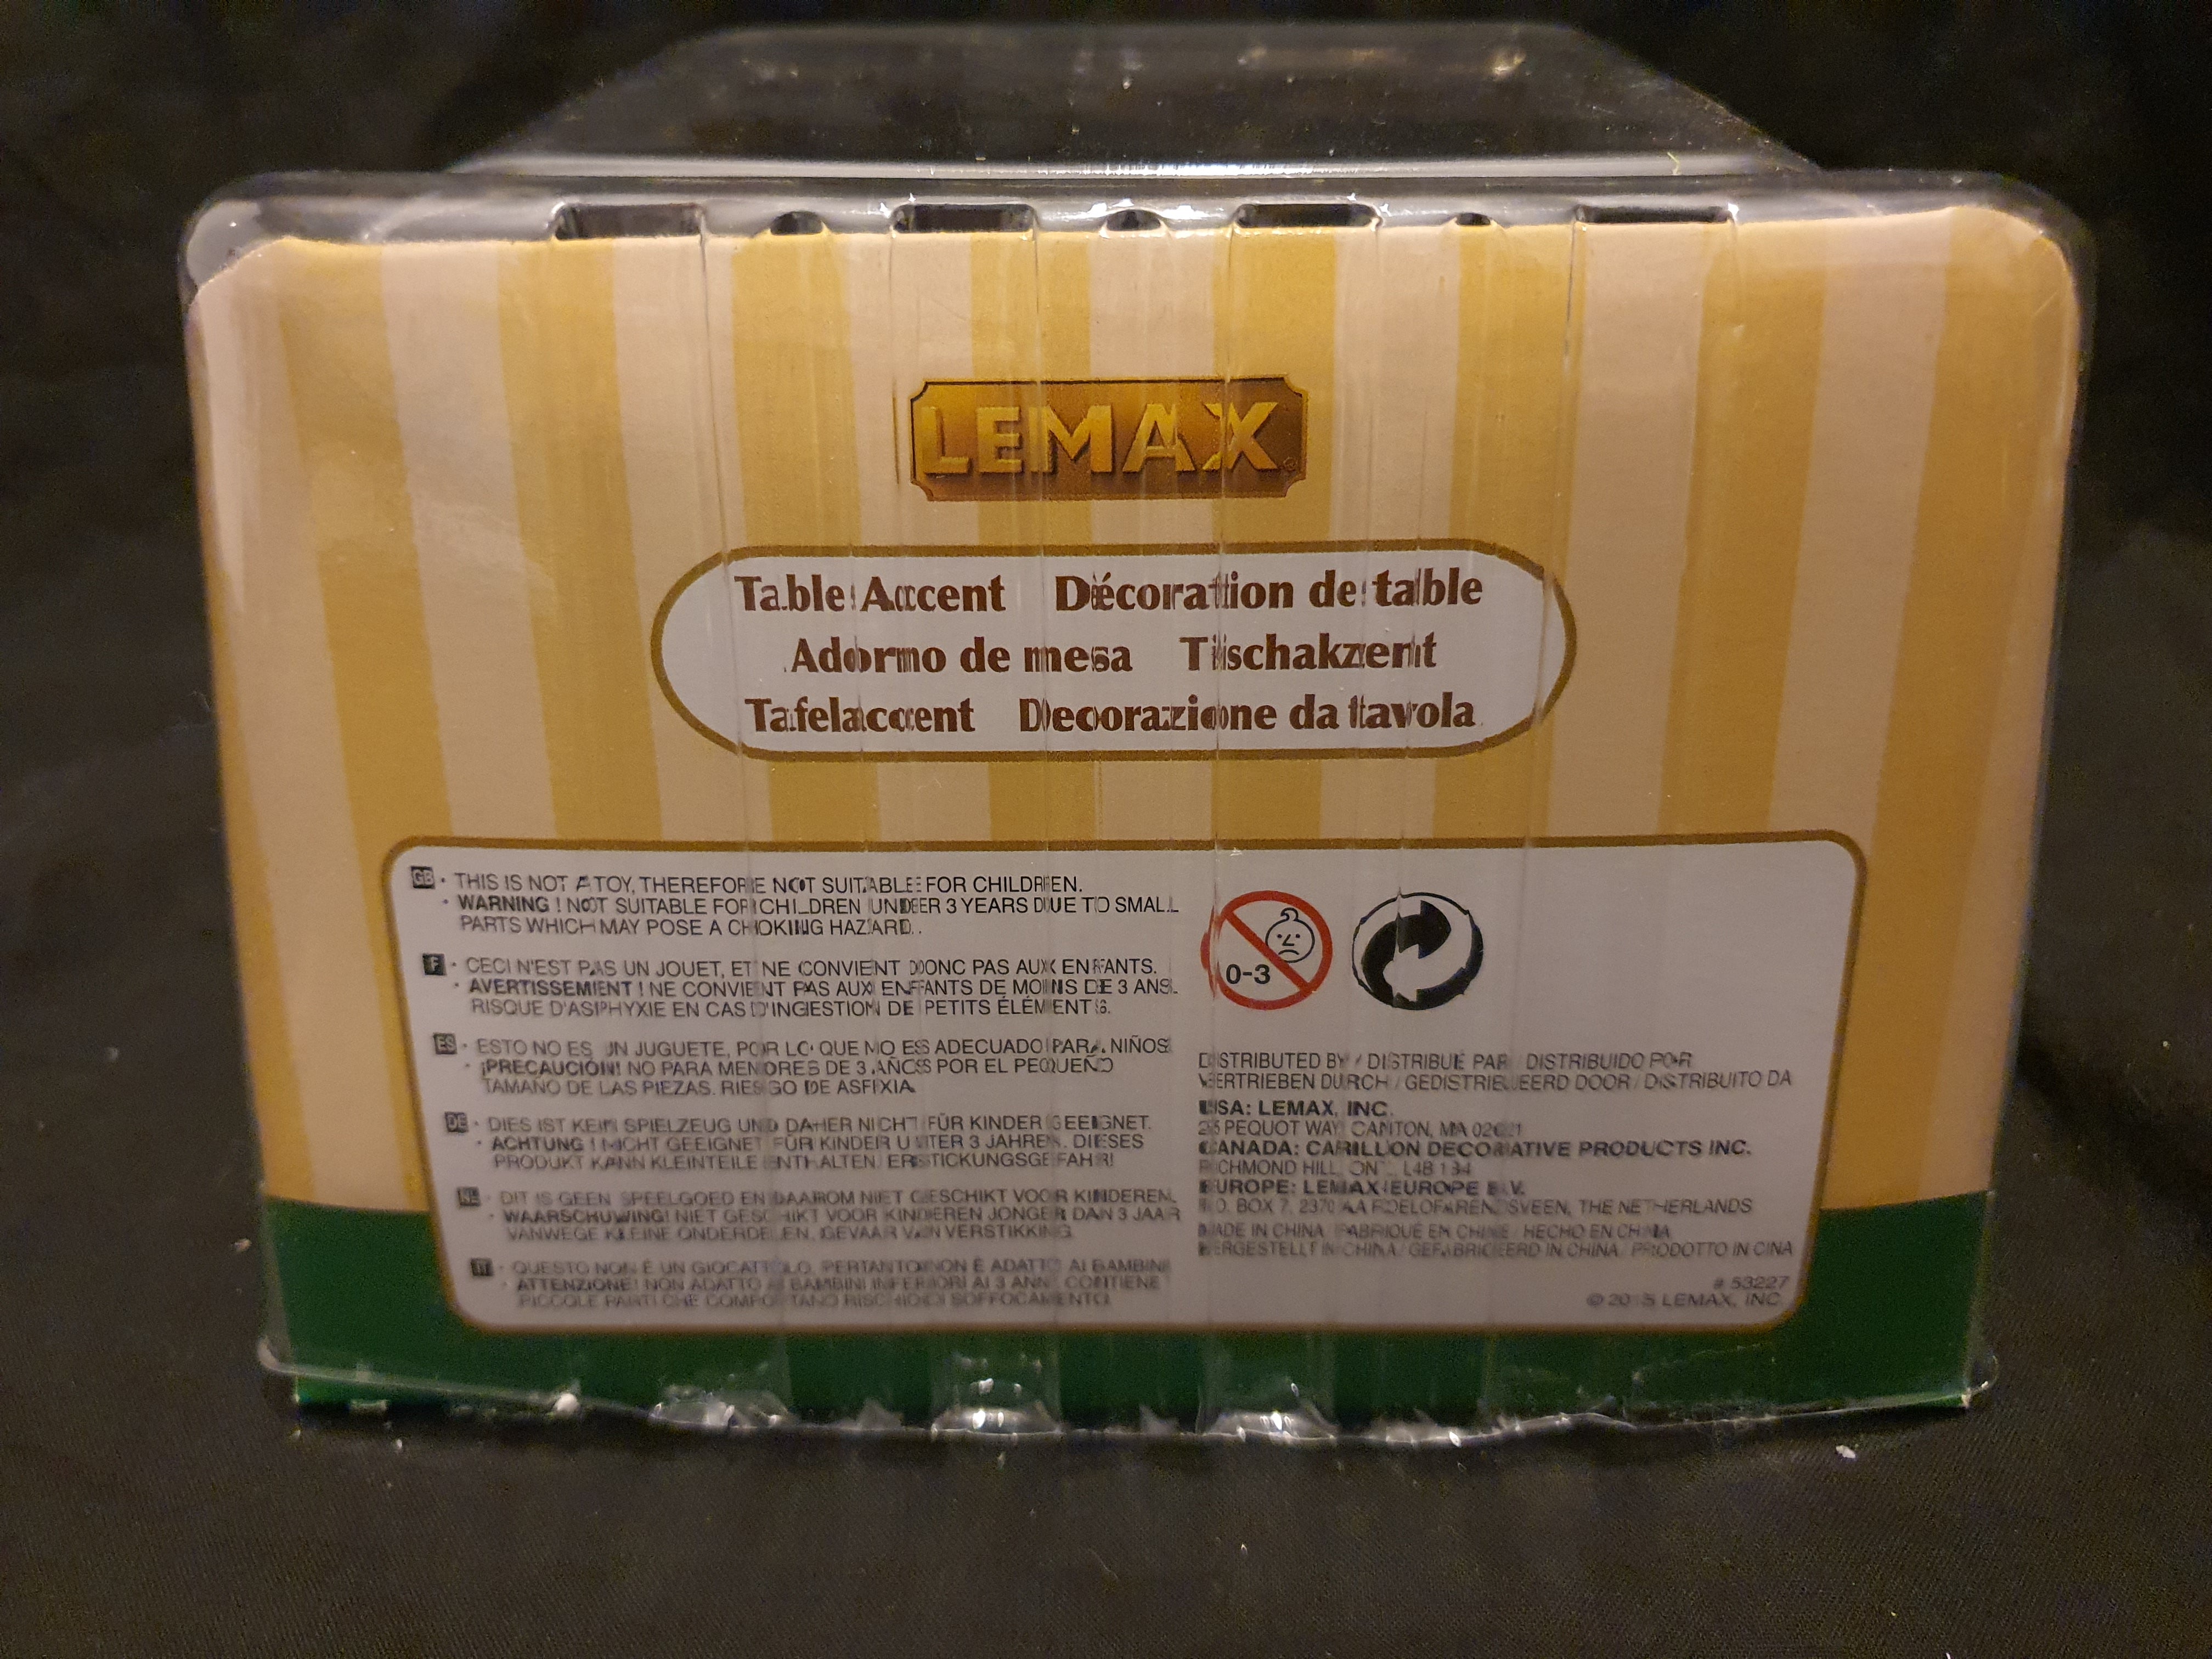 LEMAX
Table Accent Décoration de table
Adorno de mesa Tischakzent
Tafelaccent Decorazione da tavola
GB • THIS IS NOT A TOY, THEREFORE NOT SUITABLE FOR CHILDREN.
• WARNING ! NOT SUITABLE FOR CHILDREN UNDER 3 YEARS DUE TO SMALL
PARTS WHICH MAY POSE A CHOKING HAZARD.
F • CECI N'EST PAS UN JOUET, ET NE CONVIENT DONC PAS AUX ENFANTS.
• AVERTISSEMENT ! NE CONVIENT PAS AUX ENFANTS DE MOINS DE 3 ANS.
RISQUE D'ASPHYXIE EN CAS D'INGESTION DE PETITS ÉLÉMENTS.
ES • ESTO NO ES UN JUGUETE, POR LO QUE NO ES ADECUADO PARA NIÑOS
• ¡PRECAUCIÓN! NO PARA MENORES DE 3 AÑOS POR EL PEQUEÑO
TAMAÑO DE LAS PIEZAS. RIESGO DE ASFIXIA.
DE • DIES IST KEIN SPIELZEUG UND DAHER NICHT FÜR KINDER GEEIGNET.
• ACHTUNG ! NICHT GEEIGNET FÜR KINDER UNTER 3 JAHREN. DIESES
PRODUKT KANN KLEINTEILE ENTHALTEN. ERSTICKUNGSGEFAHR!
NL • DIT IS GEEN SPEELGOED EN DAAROM NIET GESCHIKT VOOR KINDEREN.
• WAARSCHUWING! NIET GESCHIKT VOOR KINDEREN JONGER DAN 3 JAAR
VANWEGE KLEINE ONDERDELEN. GEVAAR VAN VERSTIKKING.
IT • QUESTO NON È UN GIOCATTOLO, PERTANTO NON È ADATTO AI BAMBINI
• ATTENZIONE! NON ADATTO AI BAMBINI INFERIORI AI 3 ANNI. CONTIENE
PICCOLE PARTI CHE COMPORTANO RISCHIO DI SOFFOCAMENTO.
0-3
DISTRIBUTED BY / DISTRIBUÉ PAR / DISTRIBUIDO POR
VERTRIEBEN DURCH / GEDISTRIBUEERD DOOR / DISTRIBUITO DA
USA: LEMAX, INC.
25 PEQUOT WAY, CANTON, MA 02021
CANADA: CARILLON DECORATIVE PRODUCTS INC.
RICHMOND HILL, ONT.,
EUROPE: LEMAX EUROPE B.V.
P.O. BOX 7, 2370 AA ROELOFARENDSVEEN, THE NETHERLANDS
MADE IN CHINA / FABRIQUÉ EN CHINE / HECHO EN CHINA
HERGESTELLT IN CHINA / GEFABRICEERD IN CHINA / PRODOTTO IN CINA
# 53227
© 2015 LEMAX, INC.